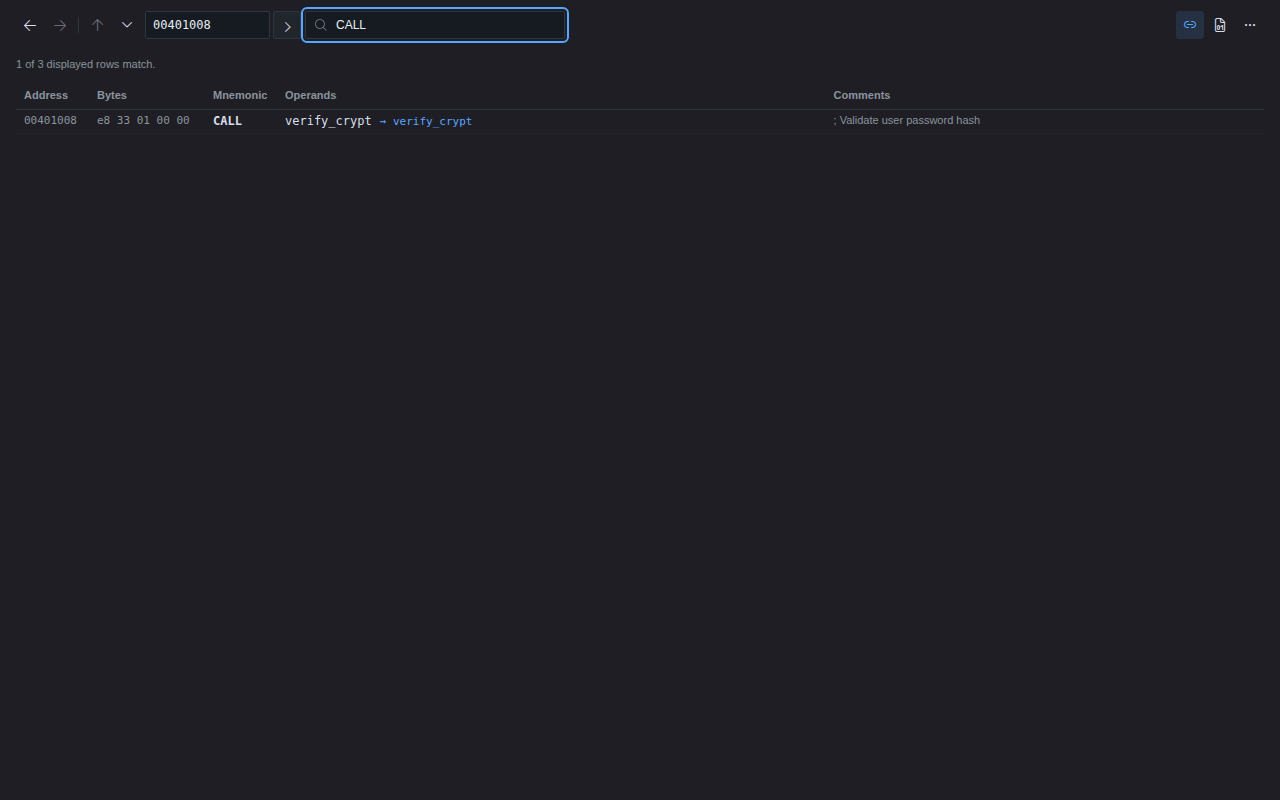 00401008 CALL
1 of 3 displayed rows match.
Address Bytes Mnemonic Operands Comments
00401008 e8 33 01 00 00 CALL verify_crypt → verify_crypt ; Validate user password hash